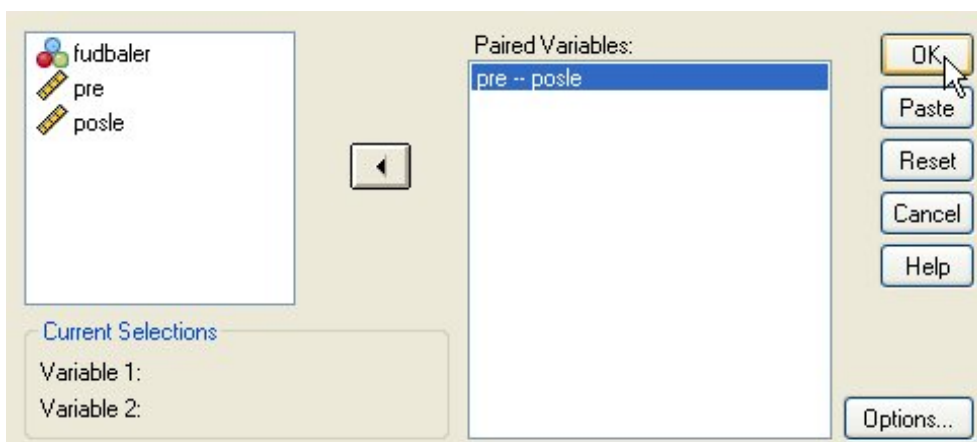 fudbaler
pre
posle
Current Selections
Variable 1:
Variable 2:
Paired Variables:
pre -- posle
OK
Paste
Reset
Cancel
Help
Options...